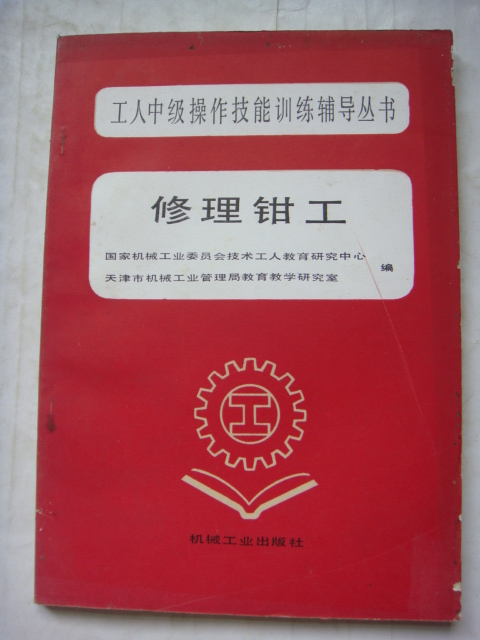 工人中级操作技能训练辅导丛书
修理钳工
国家机械工业委员会技术工人教育研究中心
天津市机械工业管理局教育教学研究室
编
工
机械工业出版社